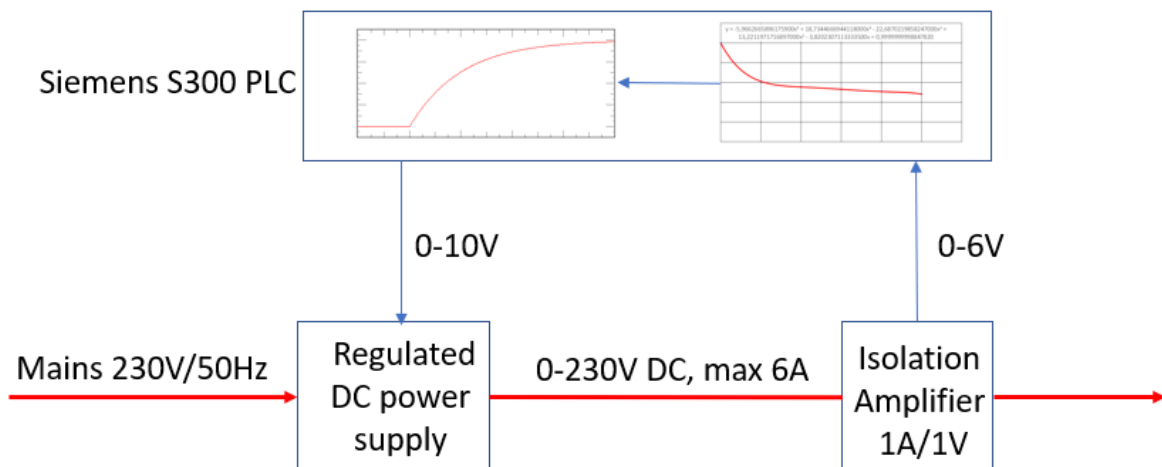 Siemens S300 PLC
0-10V
0-6V
Mains 230V/50Hz
Regulated
DC power
supply
0-230V DC, max 6A
Isolation
Amplifier
1A/1V